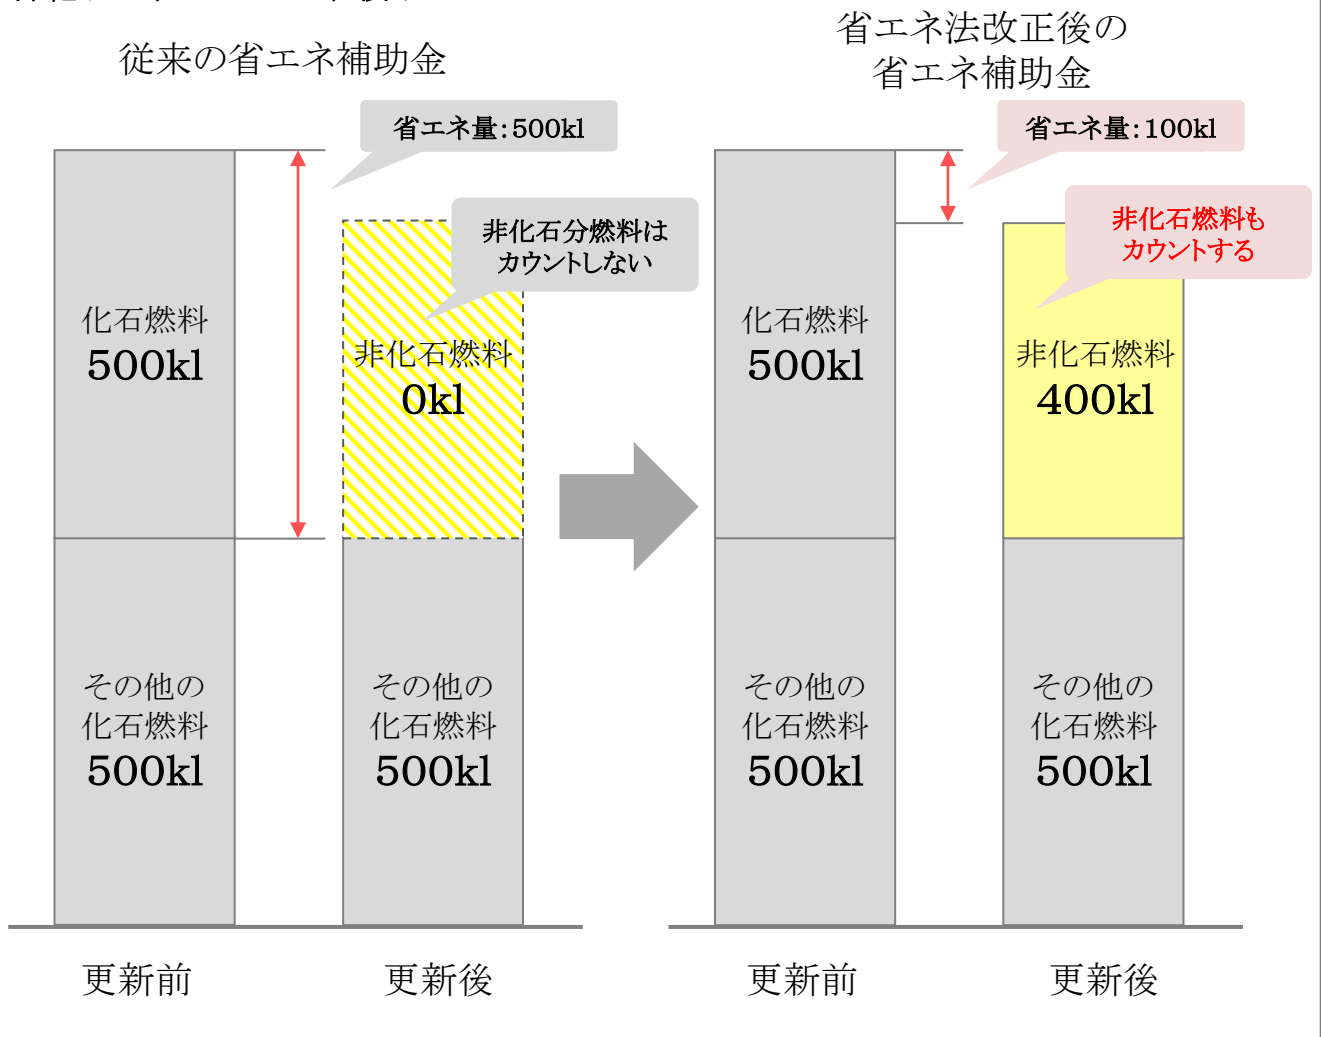 従来の省エネ補助金
省エネ量：500kl
非化石分燃料は
カウントしない
化石燃料
500kl
非化石燃料
0kl
その他の
化石燃料
500kl
その他の
化石燃料
500kl
更新前
更新後
省エネ法改正後の
省エネ補助金
省エネ量：100kl
非化石燃料も
カウントする
化石燃料
500kl
非化石燃料
400kl
その他の
化石燃料
500kl
その他の
化石燃料
500kl
更新前
更新後